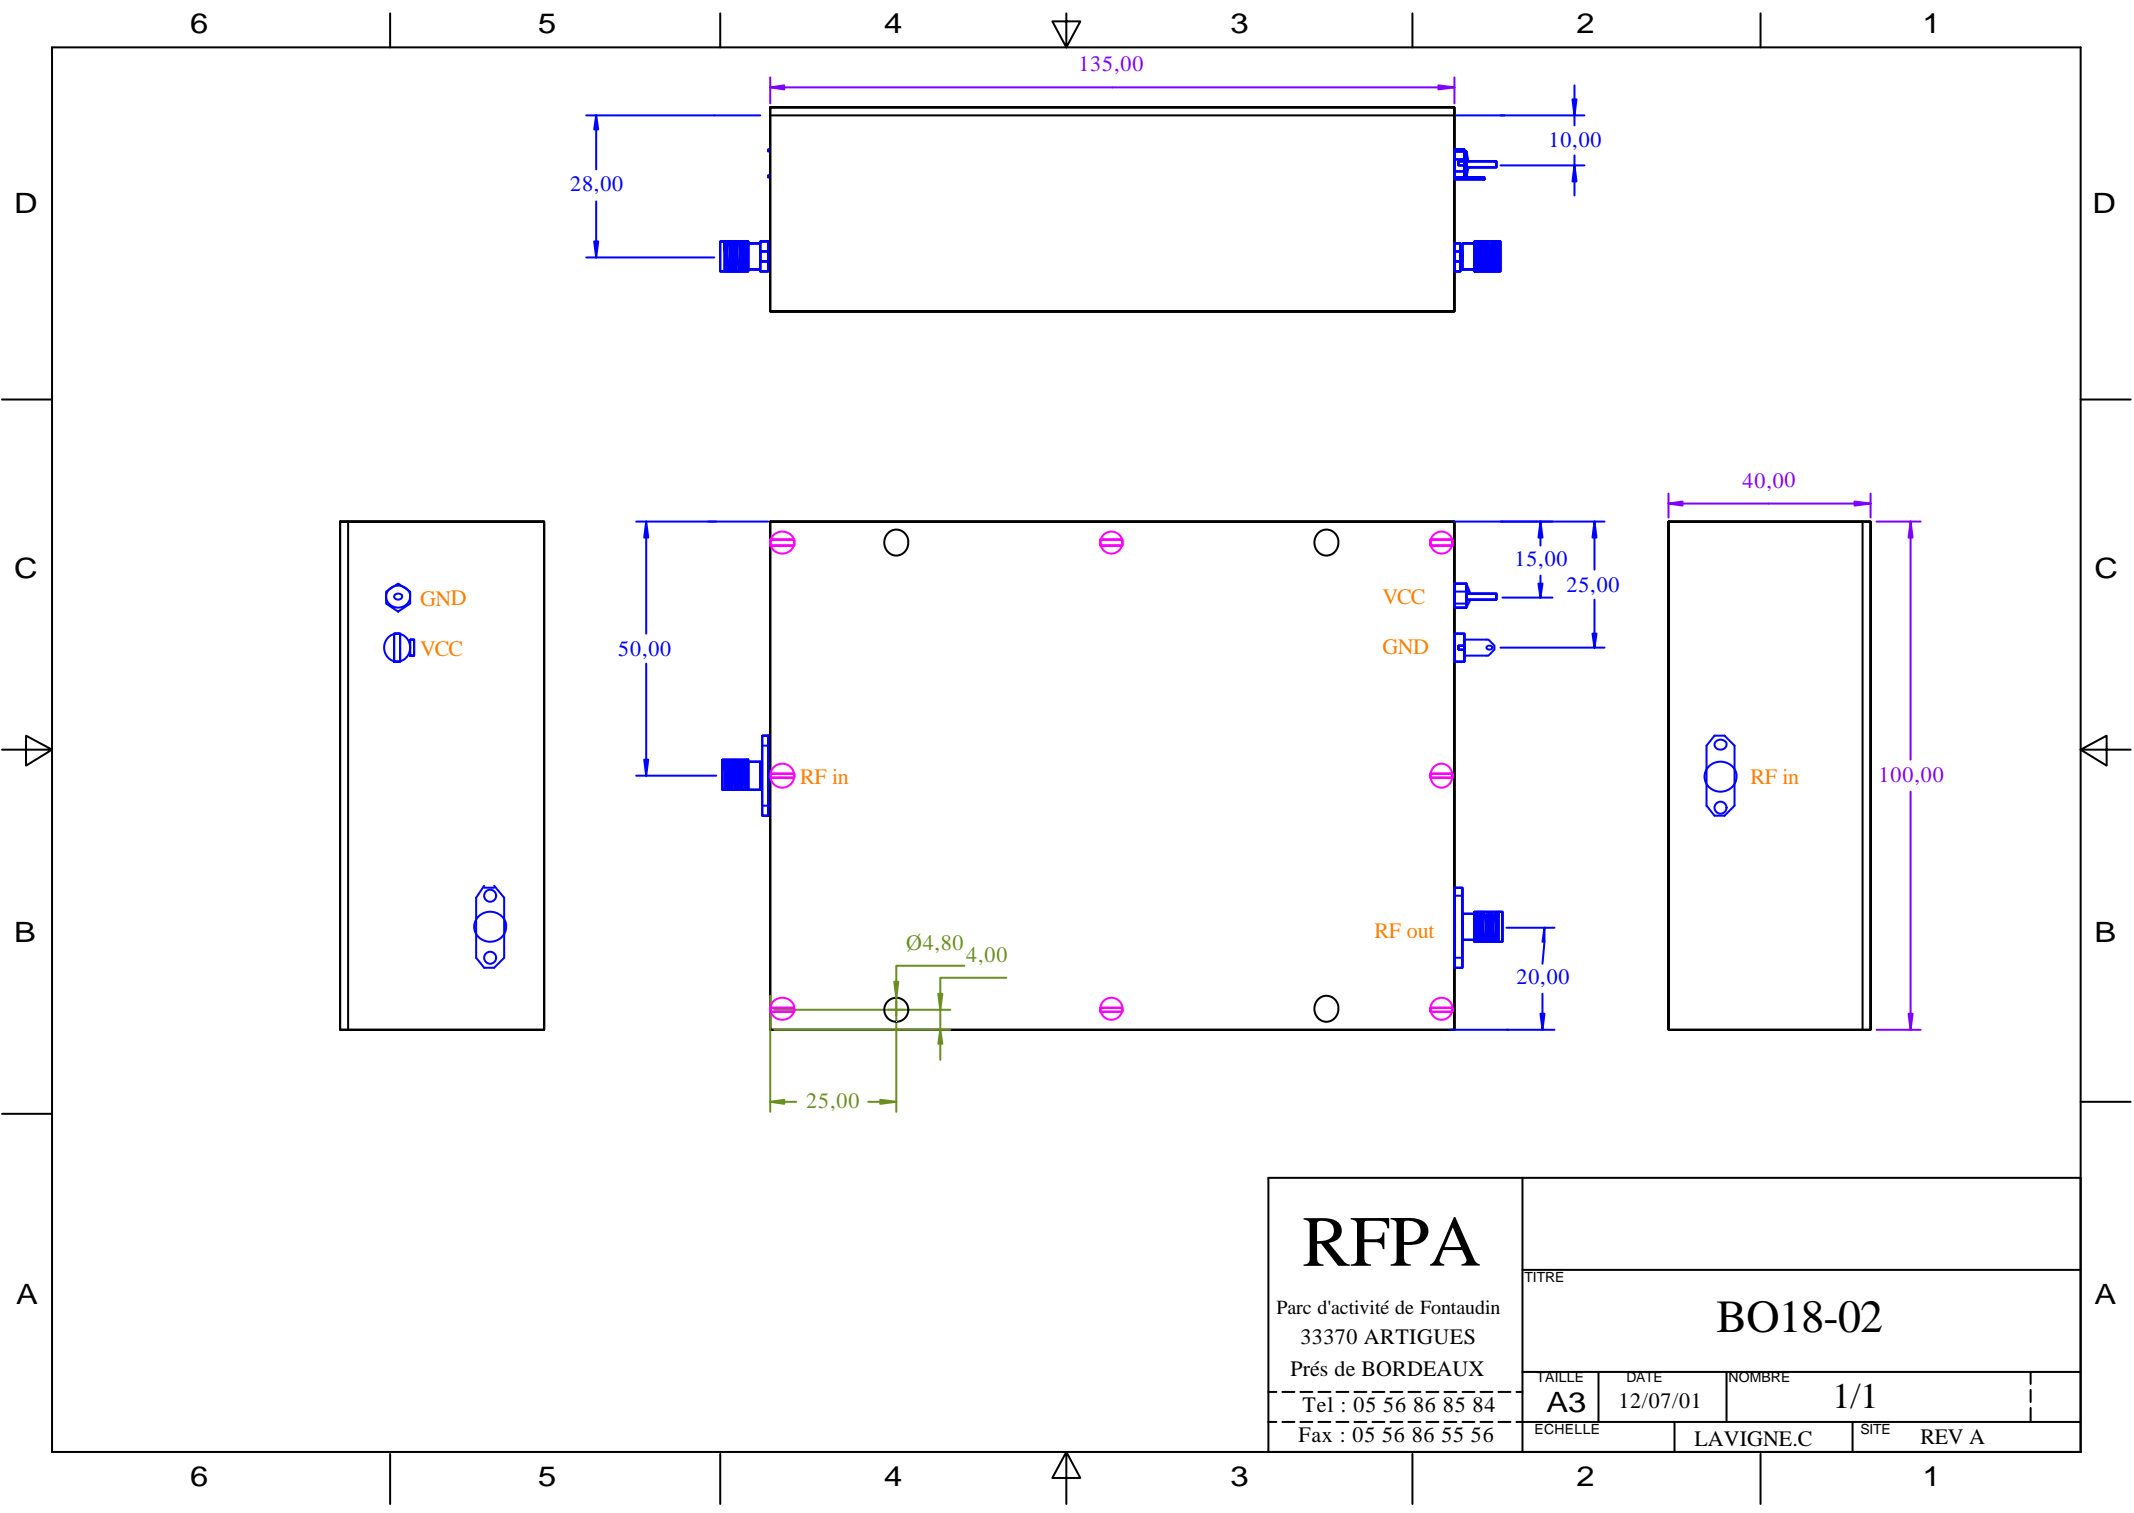 6 5 4 3 2 1
135,00
10,00
28,00
D D
40,00
C C
15,00
25,00
GND
VCC
VCC
GND
50,00
RF in
RF in
100,00
B B
RF out
Ø4,80
4,00
20,00
25,00
A A
RFPA
Parc d'activité de Fontaudin
33370 ARTIGUES
Prés de BORDEAUX
Tel : 05 56 86 85 84
Fax : 05 56 86 55 56
TITRE
BO18-02
TAILLE
A3
DATE
12/07/01
NOMBRE
1/1
ECHELLE
LAVIGNE.C
SITE
REV A
6 5 4 3 2 1